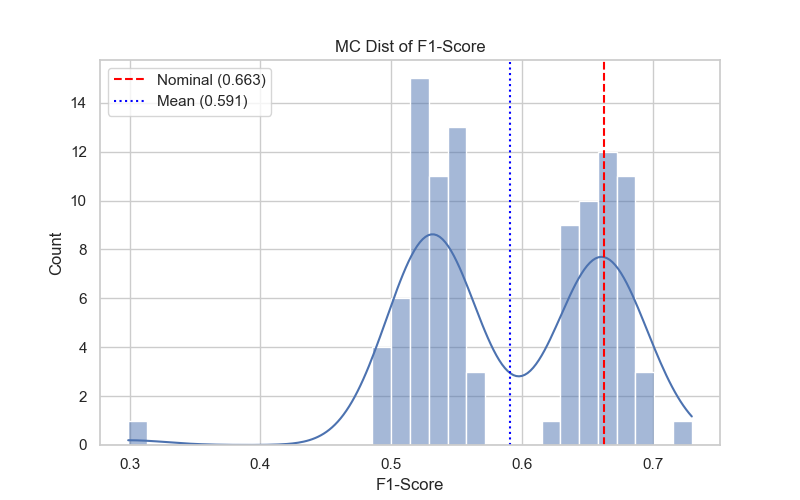 MC Dist of F1-Score
Nominal (0.663)
Mean (0.591)
Count
14
12
10
8
6
4
2
0
0.3 0.4 0.5 0.6 0.7
F1-Score